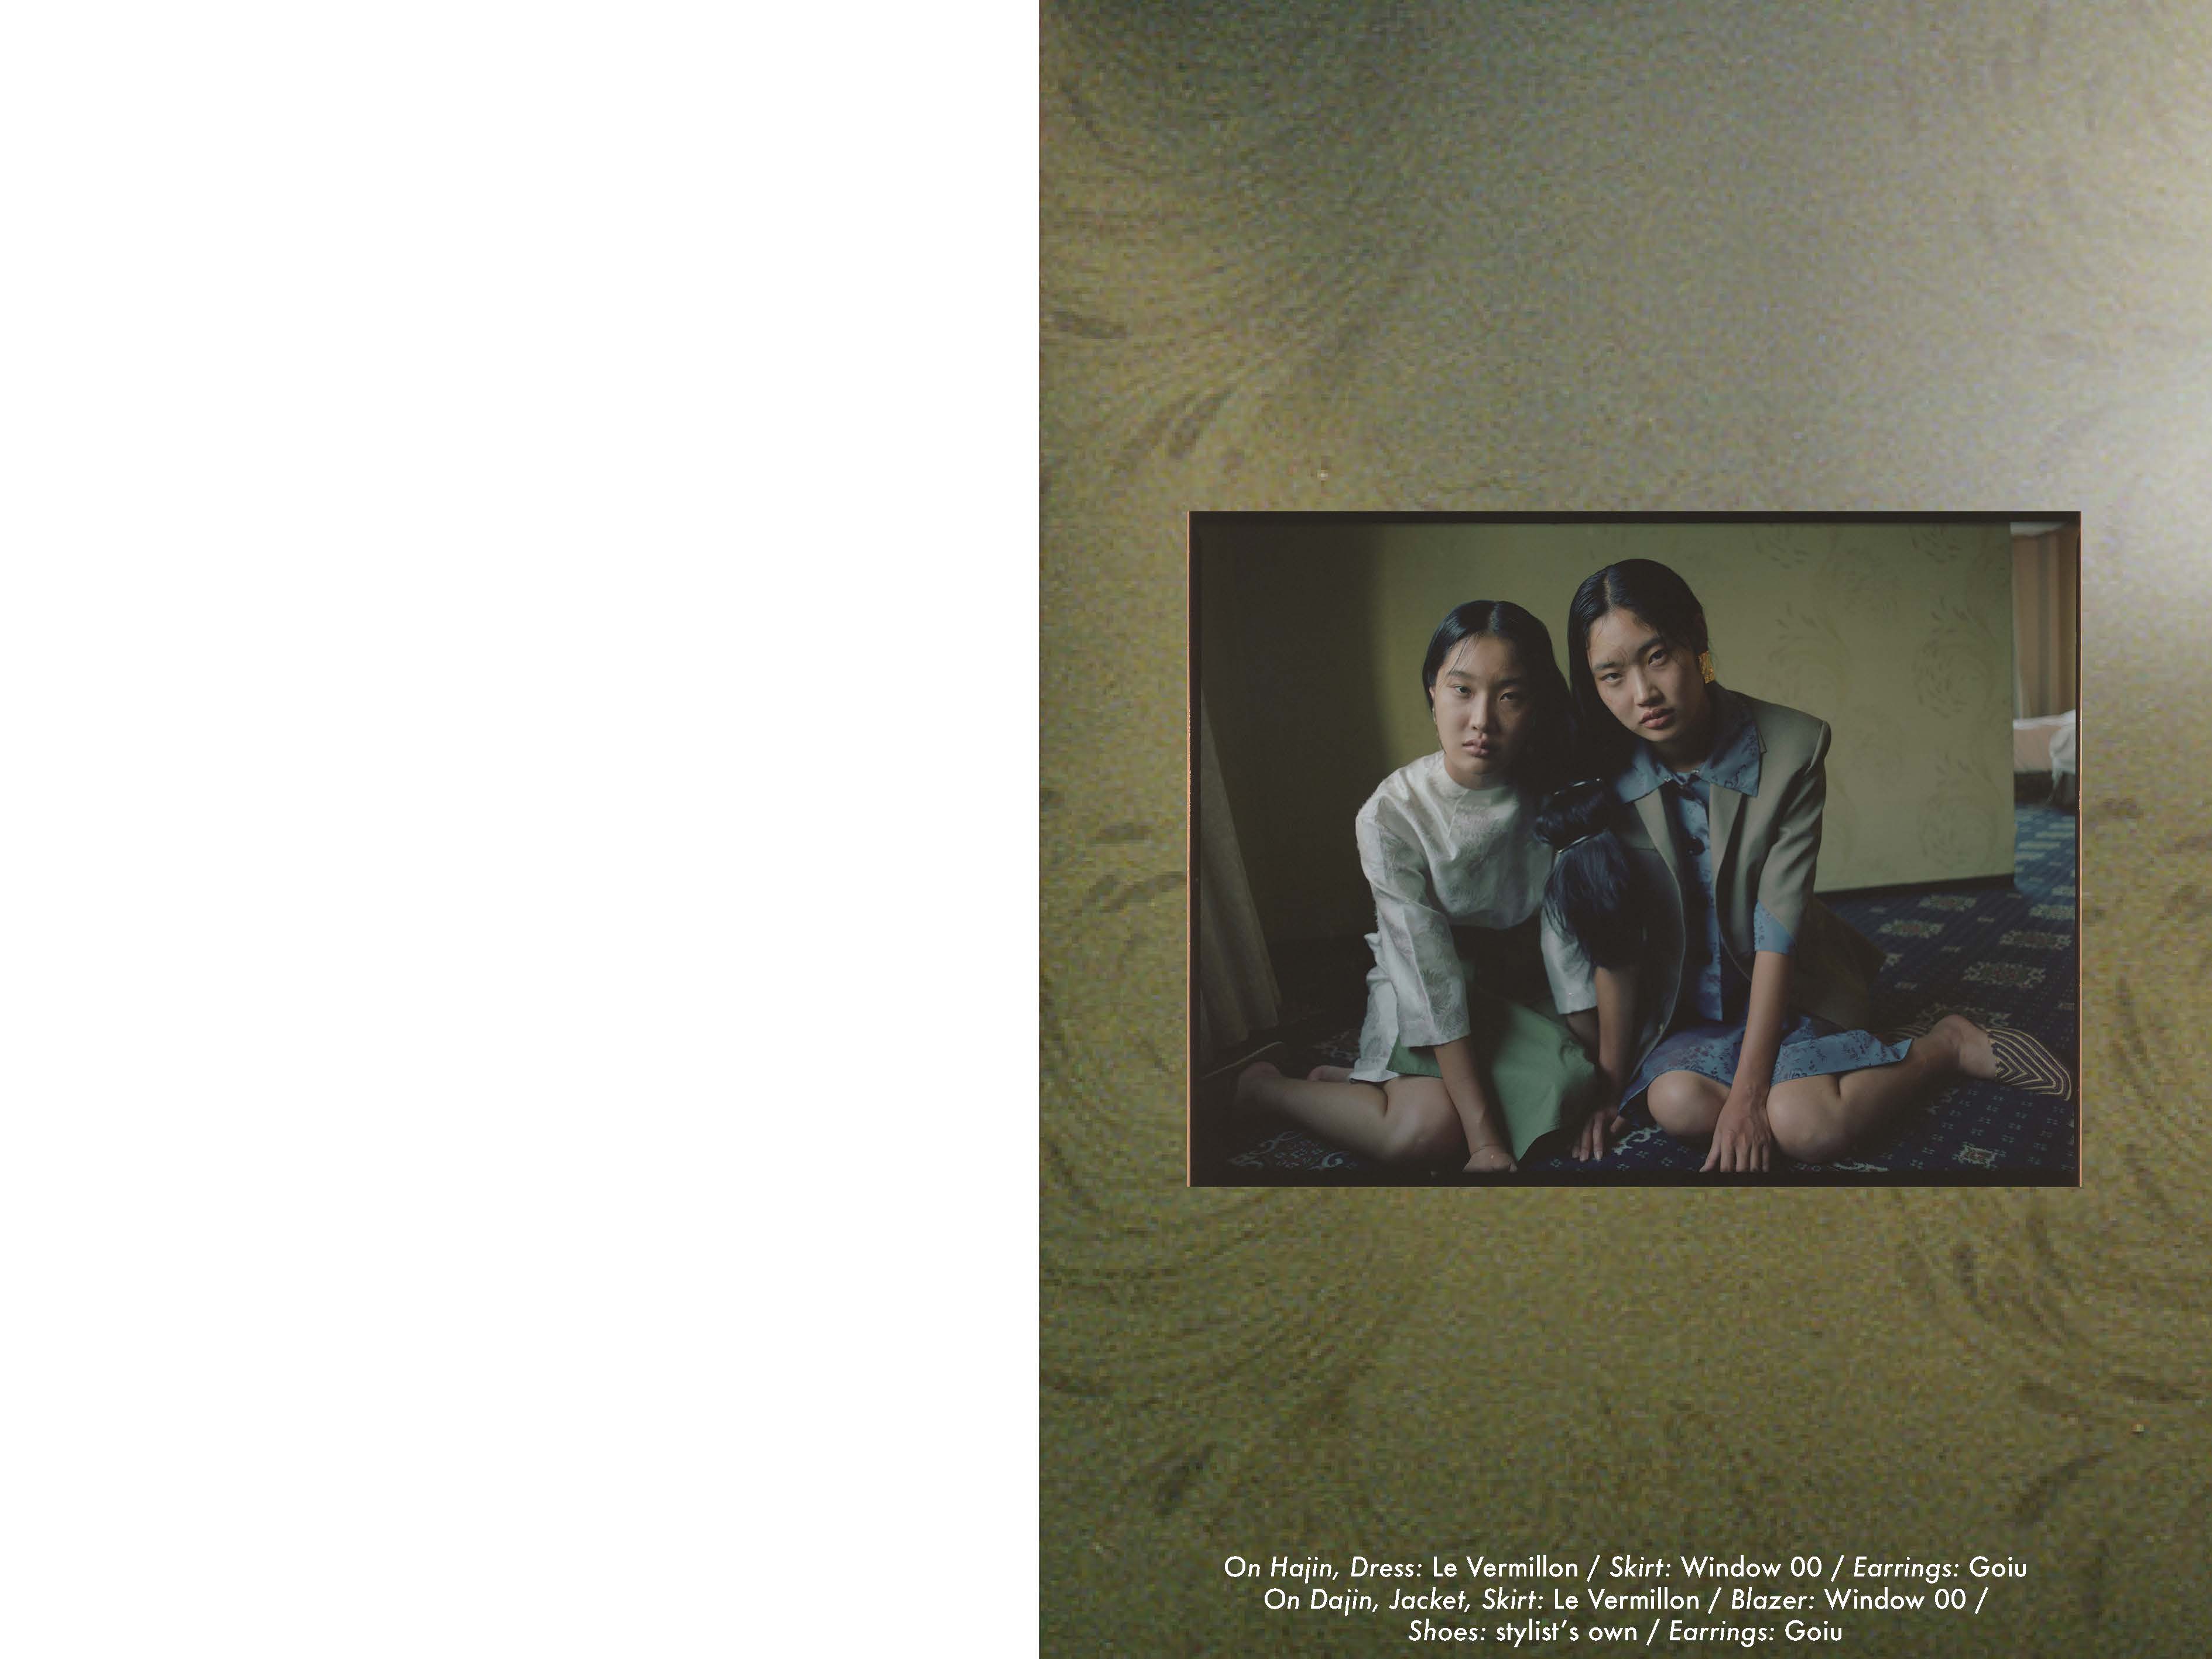 On Hajin, Dress: Le Vermillon / Skirt: Window 00 / Earrings: Goiu
On Dajin, Jacket, Skirt: Le Vermillon / Blazer: Window 00 /
Shoes: stylist's own / Earrings: Goiu